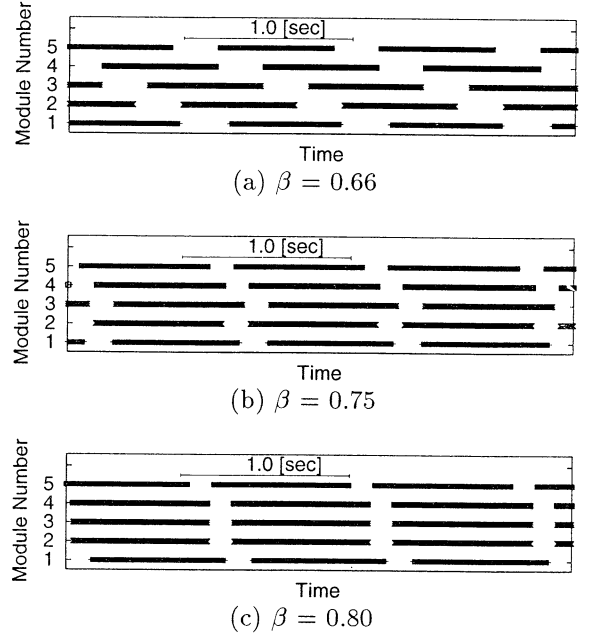 Module Number
1.0 [sec]
5
4
3
2
1
Time
(a) β = 0.66
Module Number
1.0 [sec]
5
4
3
2
1
Time
(b) β = 0.75
Module Number
1.0 [sec]
5
4
3
2
1
Time
(c) β = 0.80